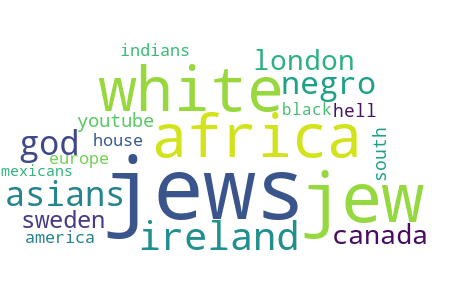 indians
london
white
negro
youtube
black
hell
god
house
africa
south
europe
mexicans
asians
jews
jew
sweden
ireland
canada
america